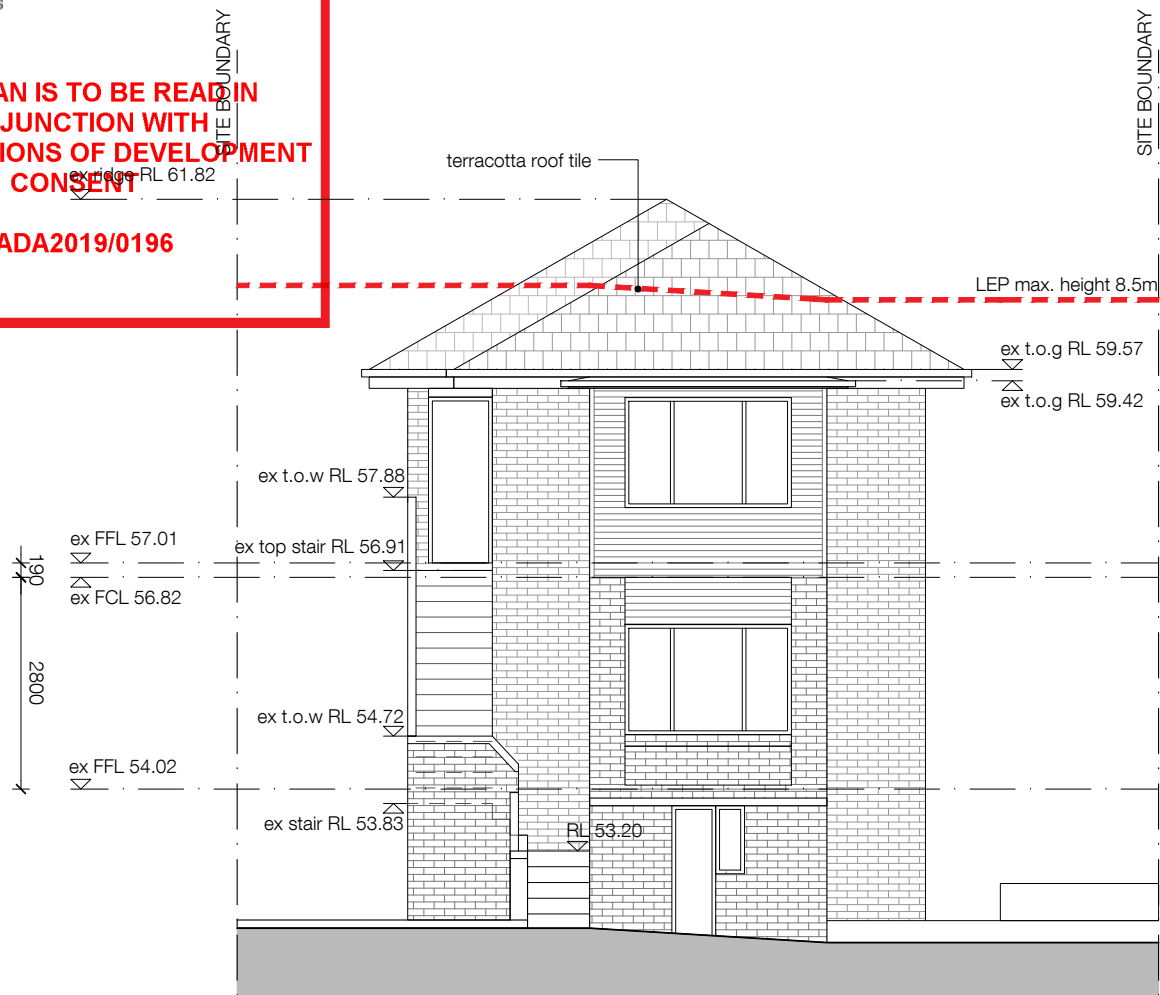 SITE BOUNDARY
SITE BOUNDARY
AN IS TO BE READ IN
JUNCTION WITH
IONS OF DEVELOPMENT
CONSENT
ADA2019/0196
ex ridge RL 61.82
terracotta roof tile
LEP max. height 8.5m
ex t.o.g RL 59.57
ex t.o.g RL 59.42
ex t.o.w RL 57.88
ex FFL 57.01
ex top stair RL 56.91
190
ex FCL 56.82
2800
ex t.o.w RL 54.72
ex FFL 54.02
ex stair RL 53.83
RL 53.20